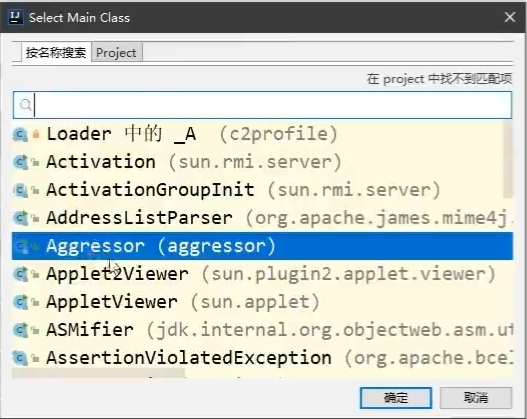 Select Main Class
按名称搜索 Project
在 project 中找不到匹配项
Loader 中的 _A (c2profile)
Activation (sun.rmi.server)
ActivationGroupInit (sun.rmi.server)
AddressListParser (org.apache.james.mime4j.
Aggressor (aggressor)
Applet2Viewer (sun.plugin2.applet.viewer)
AppletViewer (sun.applet)
ASMifier (jdk.internal.org.objectweb.asm.ut
AssertionViolatedException (org.apache.bcel
确定 取消